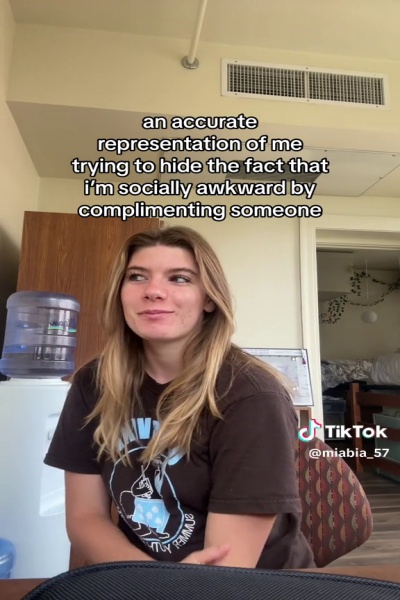 an accurate
representation of me
trying to hide the fact that
i'm socially awkward by
complimenting someone
TikTok
@miabia_57